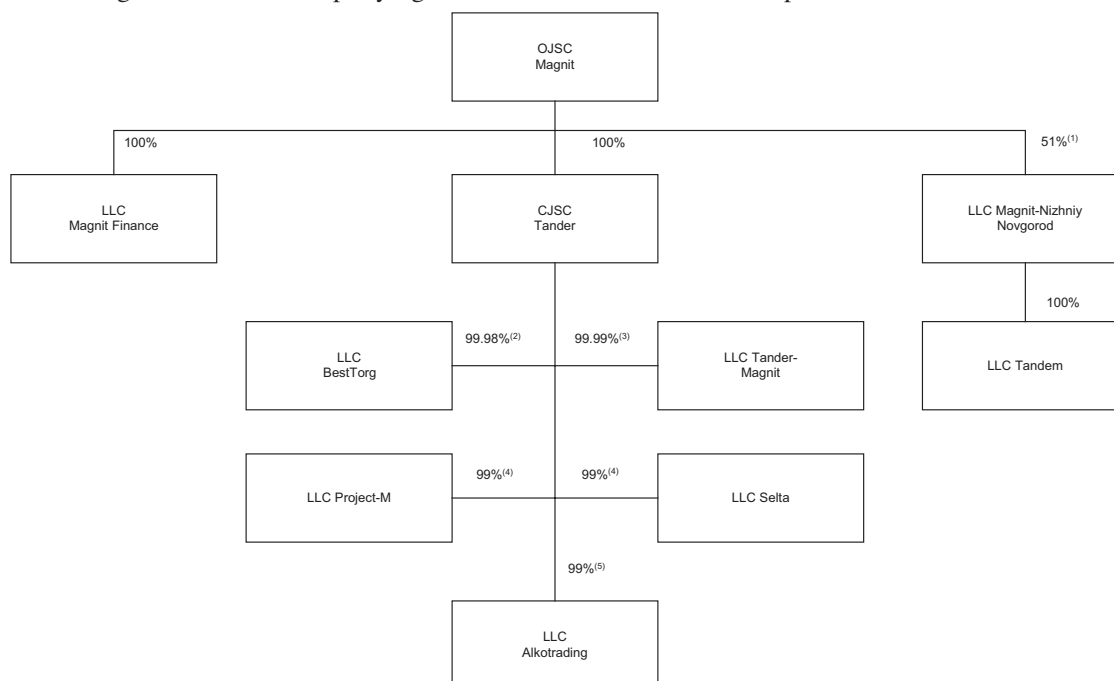 OJSC
Magnit
100%
100%
51%(1)
LLC
Magnit Finance
CJSC
Tander
LLC Magnit-Nizhniy
Novgorod
100%
99.98%(2)
99.99%(3)
LLC
BestTorg
LLC Tander-
Magnit
LLC Tandem
99%(4)
99%(4)
LLC Project-M
LLC Selta
99%(5)
LLC
Alkotrading